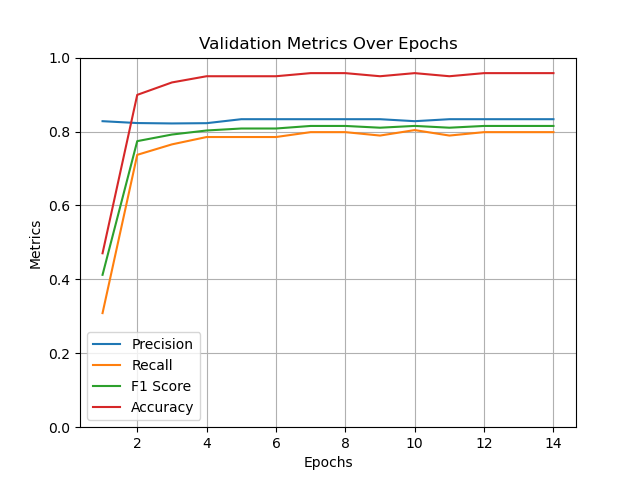 Validation Metrics Over Epochs
Metrics
1.0
0.8
0.6
0.4
0.2
0.0
Precision
Recall
F1 Score
Accuracy
2 4 6 8 10 12 14
Epochs